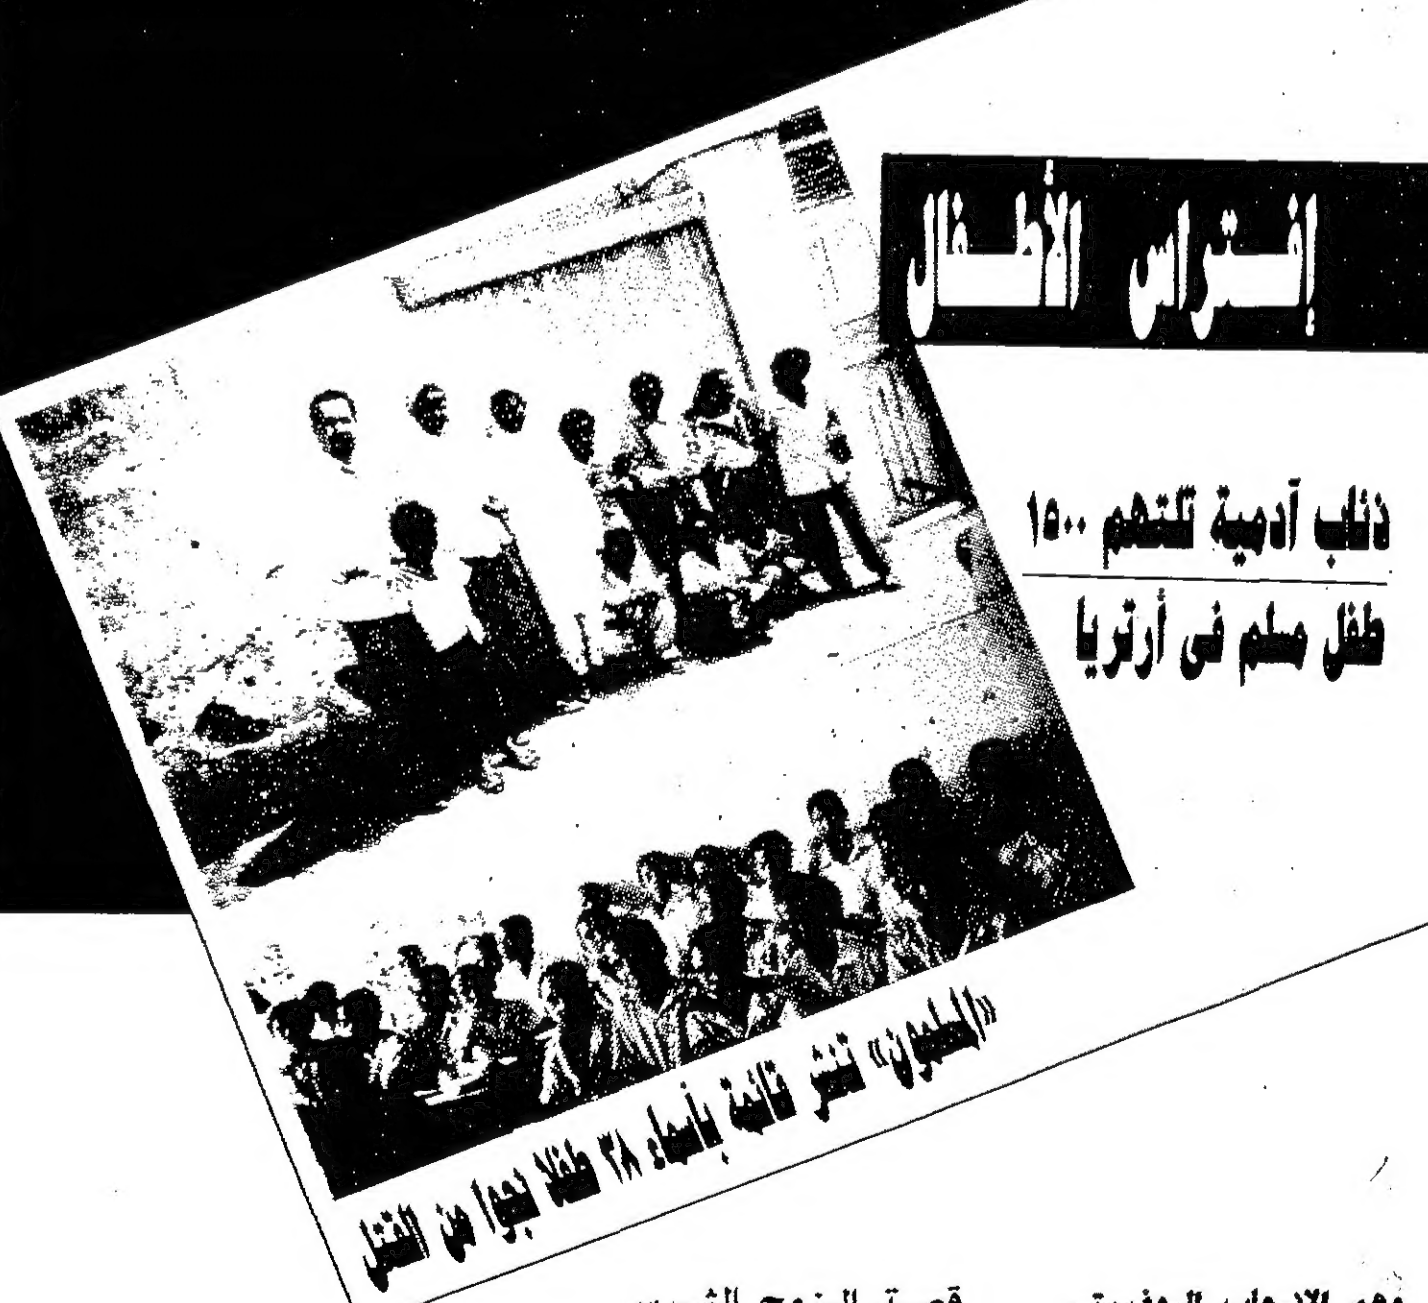 إفتراس الأطفال
ذئاب آدمية تلتهم ١٥٠٠
طفل مسلم فى أرتريا
«المسلمون» تنشر قائمة بأسماء ٣٨ طفلا نجوا من القتل